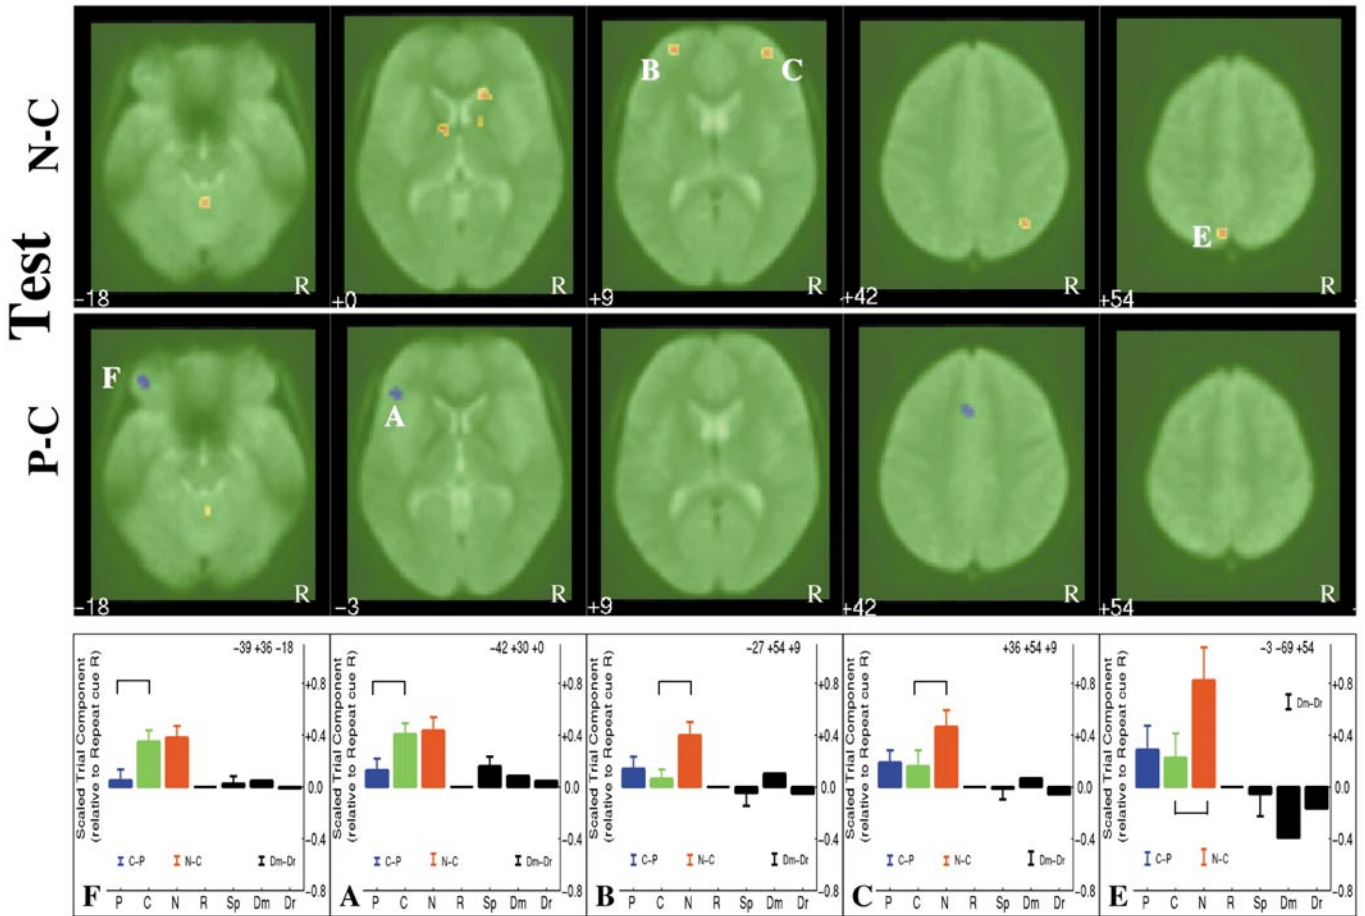 Test
N-C
-18
R
+0
R
B
C
+9
R
+42
R
E
+54
R
P-C
F
-18
R
A
-3
R
+9
R
+42
R
+54
R
Scaled Trial Component
(relative to Repeat cue R)
-39 +36 -18
+0.8
+0.4
0.0
-0.4
-0.8
C-P
N-C
Dm-Dr
F
P C N R Sp Dm Dr
Scaled Trial Component
(relative to Repeat cue R)
-42 +30 +0
+0.8
+0.4
0.0
-0.4
-0.8
C-P
N-C
Dm-Dr
A
P C N R Sp Dm Dr
Scaled Trial Component
(relative to Repeat cue R)
-27 +54 +9
+0.8
+0.4
0.0
-0.4
-0.8
C-P
N-C
Dm-Dr
B
P C N R Sp Dm Dr
Scaled Trial Component
(relative to Repeat cue R)
+36 +54 +9
+0.8
+0.4
0.0
-0.4
-0.8
C-P
N-C
Dm-Dr
C
P C N R Sp Dm Dr
Scaled Trial Component
(relative to Repeat cue R)
-3 -69 +54
+0.8
Dm-Dr
+0.4
0.0
-0.4
-0.8
C-P
N-C
E
P C N R Sp Dm Dr